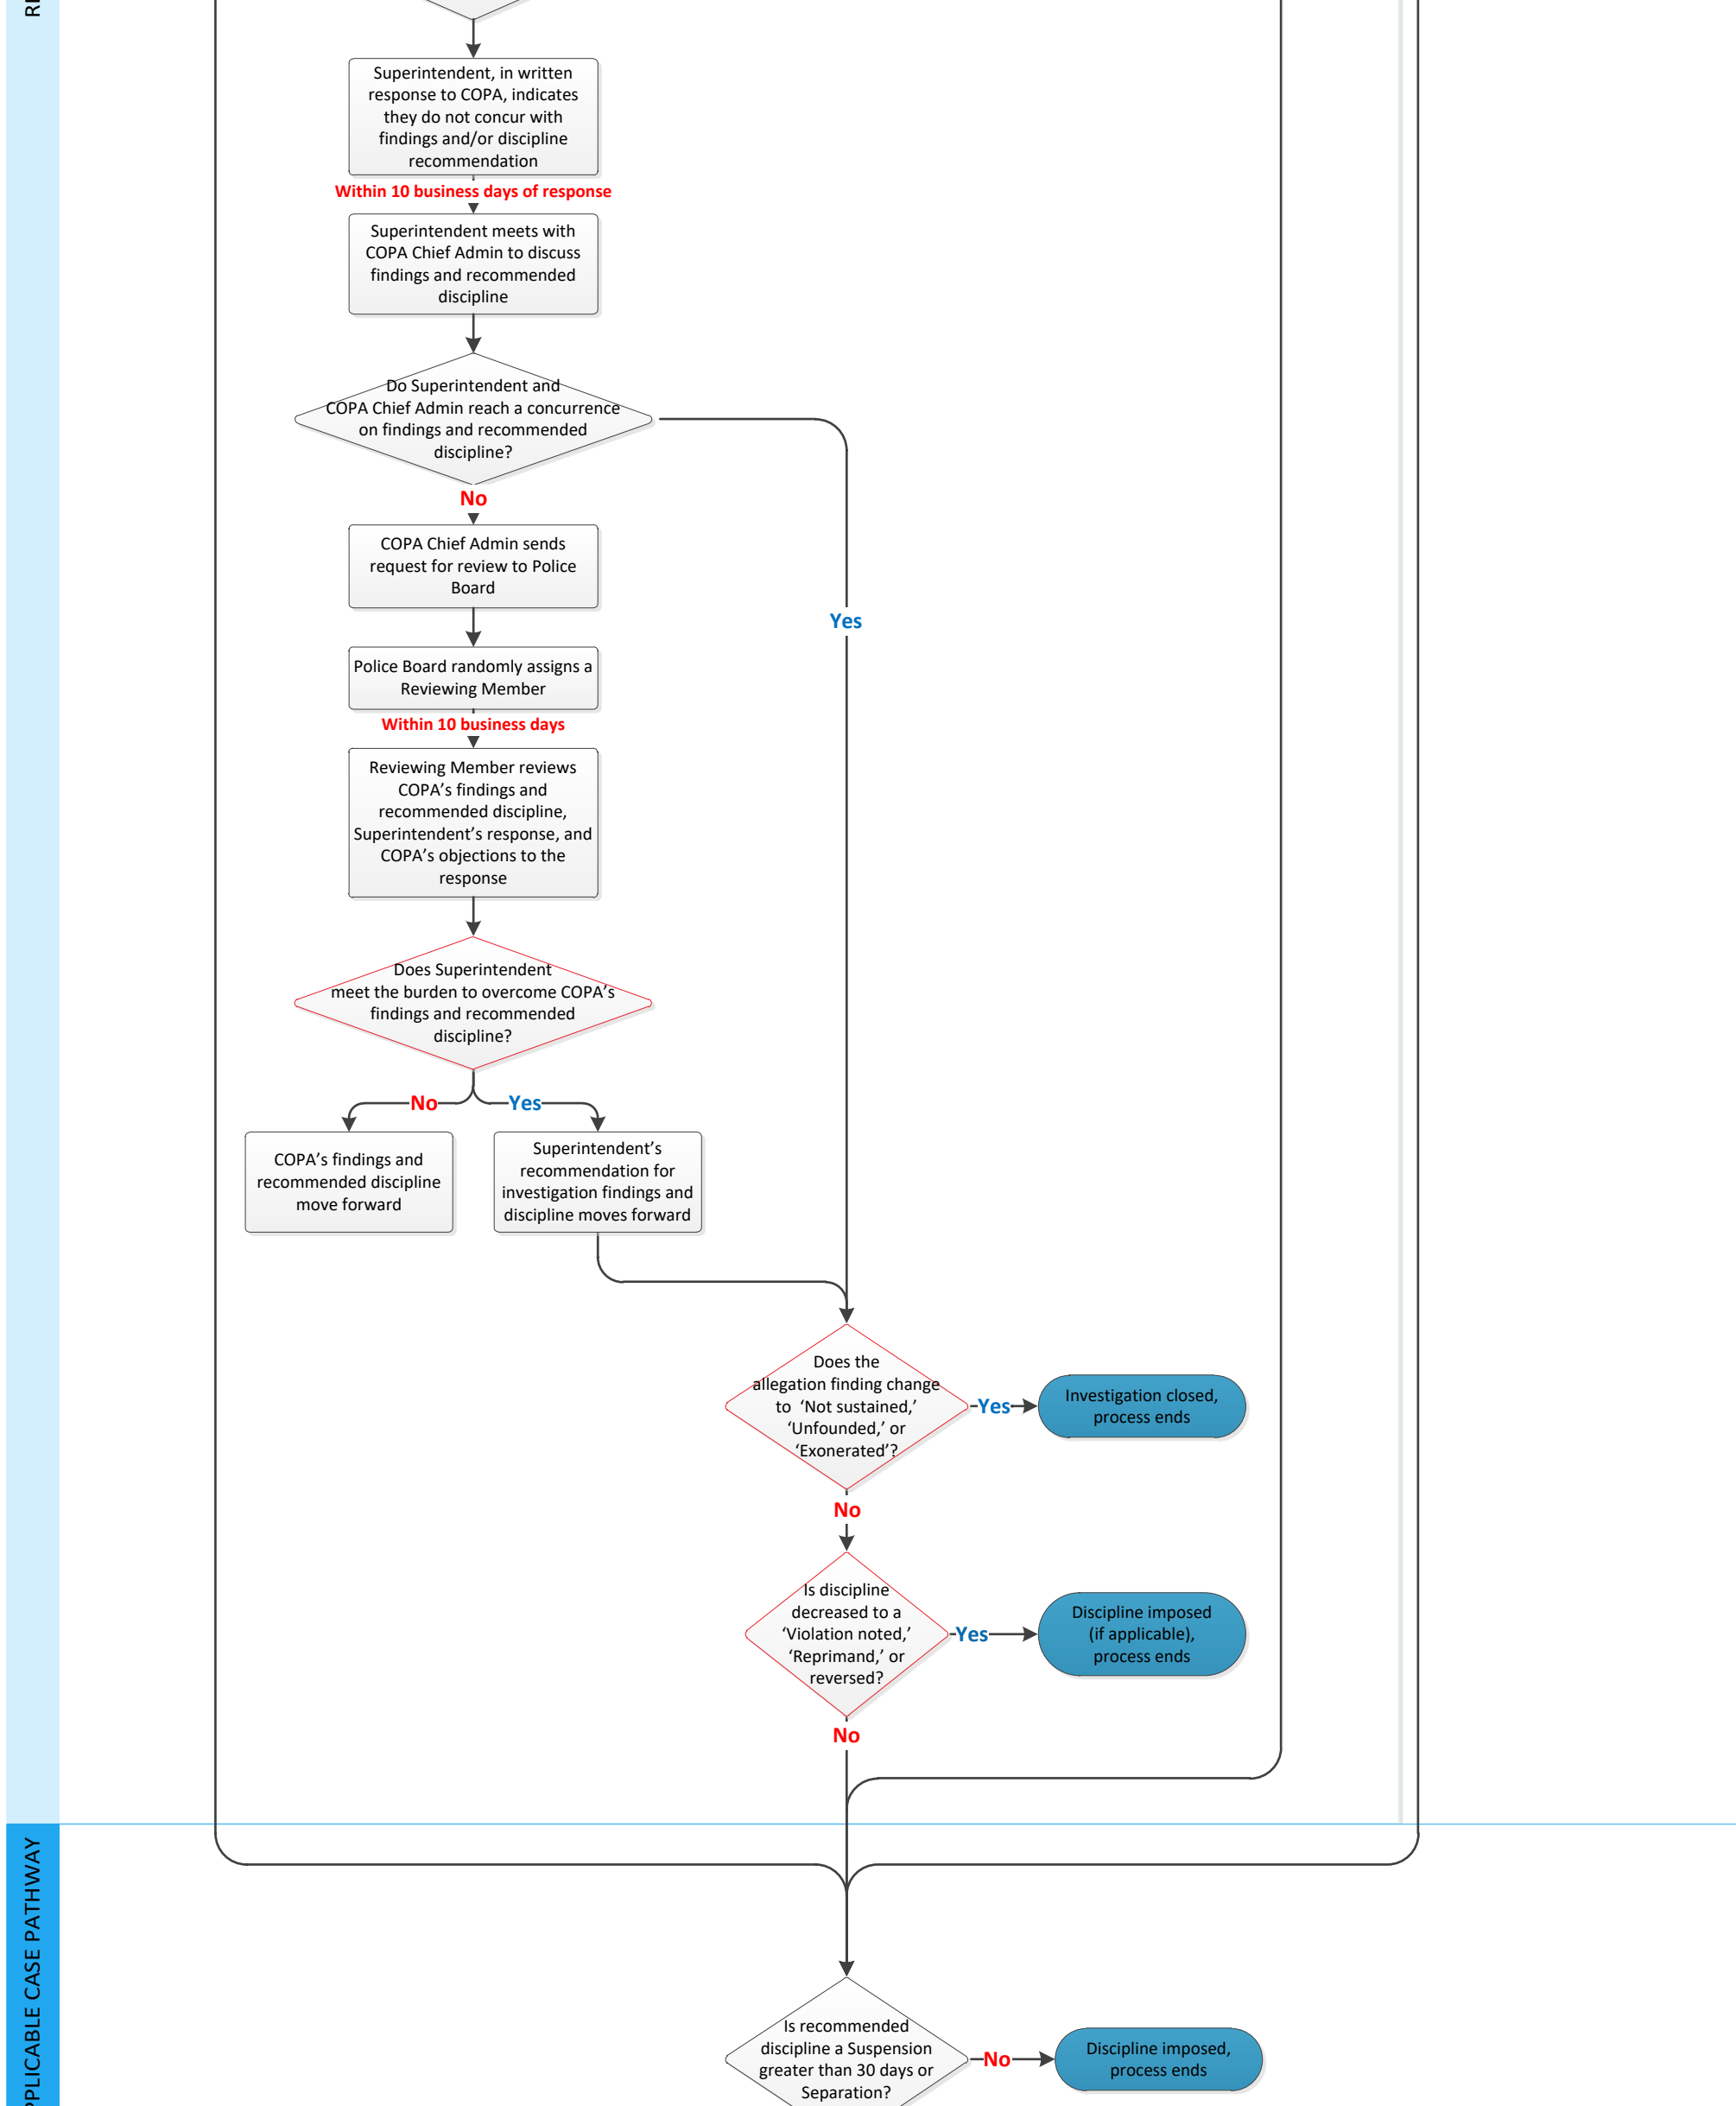 Superintendent, in written
response to COPA, indicates
they do not concur with
findings and/or discipline
recommendation
Within 10 business days of response
Superintendent meets with
COPA Chief Admin to discuss
findings and recommended
discipline
Do Superintendent and
COPA Chief Admin reach a concurrence
on findings and recommended
discipline?
No
Yes
COPA Chief Admin sends
request for review to Police
Board
Police Board randomly assigns a
Reviewing Member
Within 10 business days
Reviewing Member reviews
COPA’s findings and
recommended discipline,
Superintendent’s response, and
COPA’s objections to the
response
Does Superintendent
meet the burden to overcome COPA’s
findings and recommended
discipline?
No
Yes
COPA’s findings and
recommended discipline
move forward
Superintendent’s
recommendation for
investigation findings and
discipline moves forward
Does the
allegation finding change
to ‘Not sustained,’
‘Unfounded,’ or
‘Exonerated’?
Yes
Investigation closed,
process ends
No
Is discipline
decreased to a
‘Violation noted,’
‘Reprimand,’ or
reversed?
Yes
Discipline imposed
(if applicable),
process ends
No
PPLICABLE CASE PATHWAY
Is recommended
discipline a Suspension
greater than 30 days or
Separation?
No
Discipline imposed,
process ends